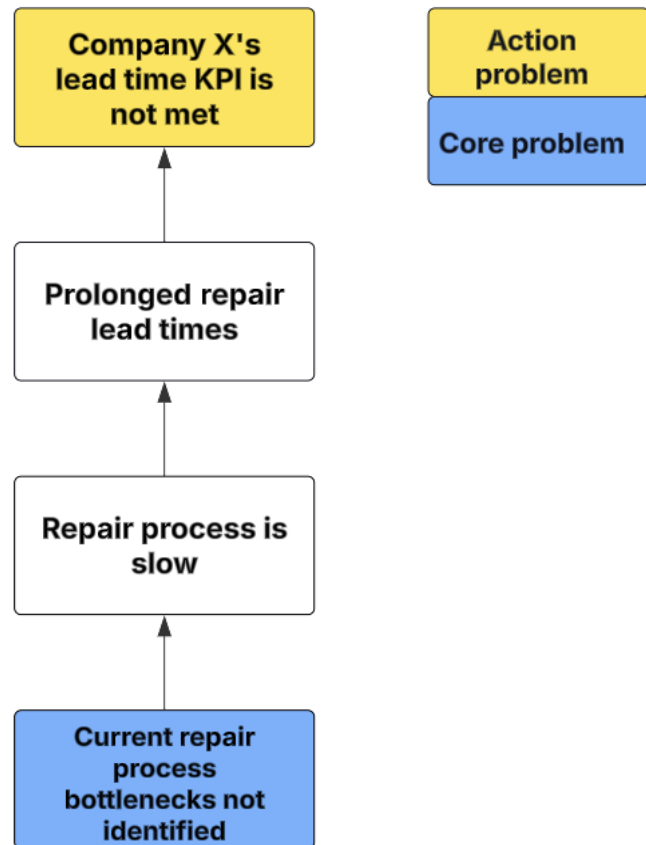 Company X's
lead time KPI is
not met
Action
problem
Core problem
Prolonged repair
lead times
Repair process is
slow
Current repair
process
bottlenecks not
identified